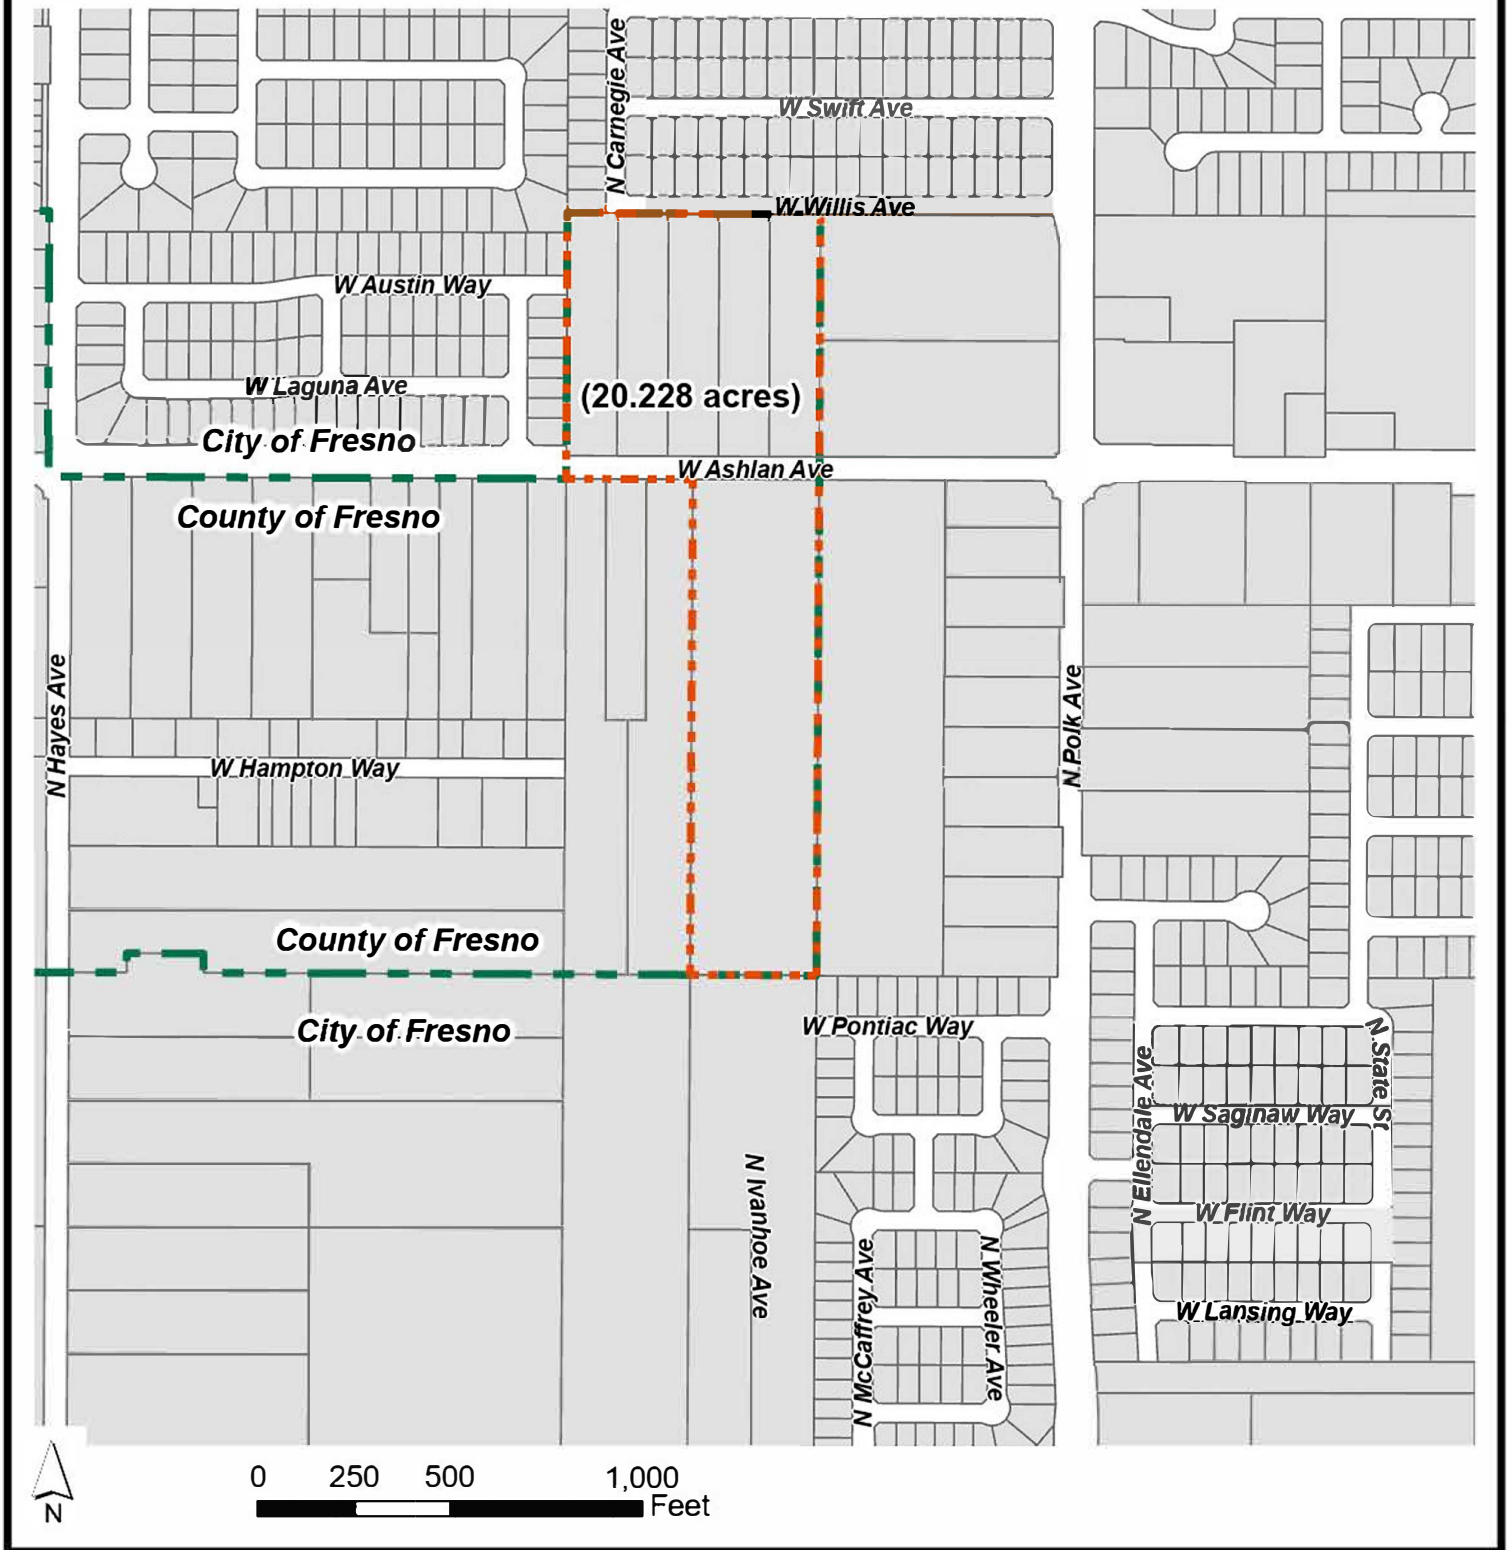 N Carnegie Ave
W Swift Ave
W Willis Ave
W Austin Way
W Laguna Ave
(20.228 acres)
City of Fresno
W Ashlan Ave
County of Fresno
N Hayes Ave
N Polk Ave
W Hampton Way
County of Fresno
City of Fresno
W Pontiac Way
N State St
N Ellendale Ave
W Saginaw Way
N Ivanhoe Ave
W Flint Way
N McCaffrey Ave
N Wheeler Ave
W Lansing Way
0 250 500 1,000
Feet
N